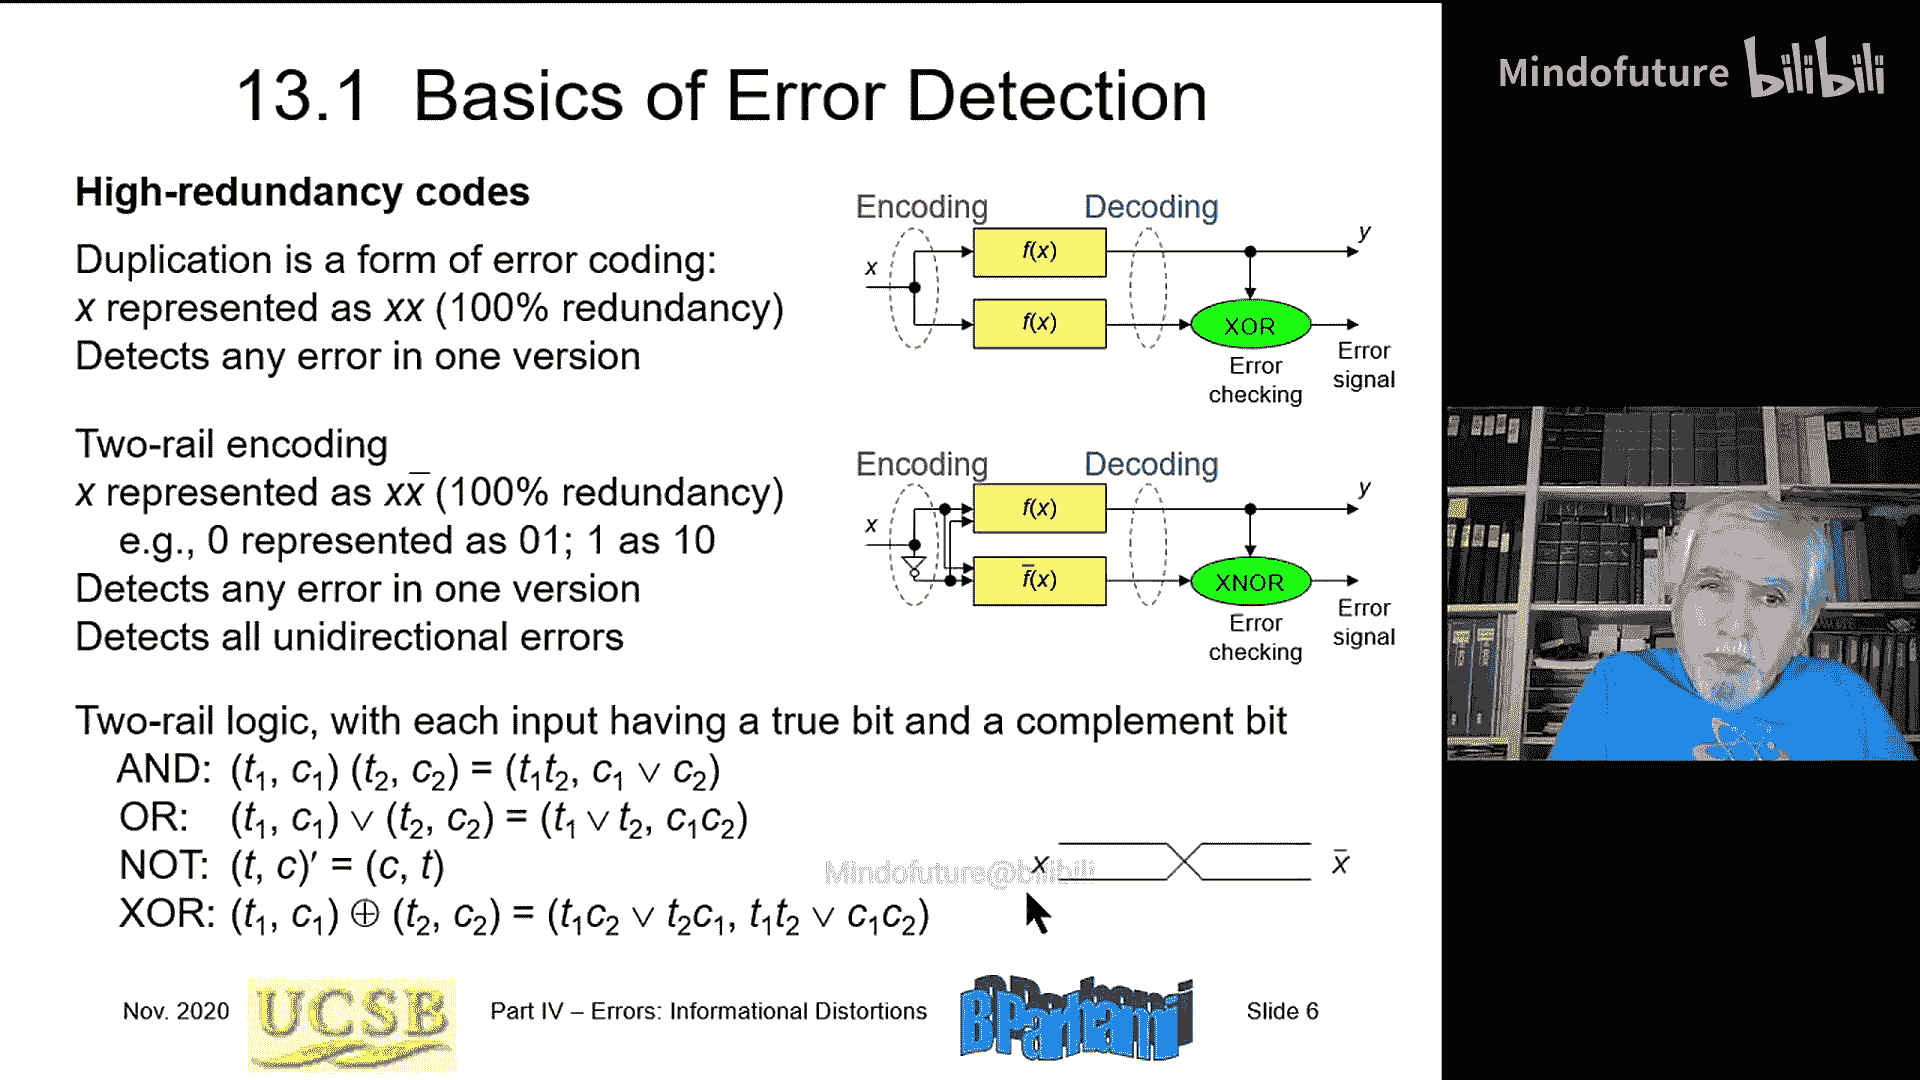 13.1 Basics of Error Detection
Mindofuture bilibili
High-redundancy codes
Duplication is a form of error coding:
x represented as xx (100% redundancy)
Detects any error in one version
Encoding Decoding
x
f(x)
f(x)
y
XOR
Error checking
Error signal
Two-rail encoding
x represented as xx̅ (100% redundancy)
e.g., 0 represented as 01; 1 as 10
Detects any error in one version
Detects all unidirectional errors
Encoding Decoding
x
f(x)
f̅(x)
y
XNOR
Error checking
Error signal
Two-rail logic, with each input having a true bit and a complement bit
AND: (t₁, c₁) (t₂, c₂) = (t₁t₂, c₁ ∨ c₂)
OR: (t₁, c₁) ∨ (t₂, c₂) = (t₁ ∨ t₂, c₁c₂)
NOT: (t, c)′ = (c, t)
XOR: (t₁, c₁) ⊕ (t₂, c₂) = (t₁c₂ ∨ t₂c₁, t₁t₂ ∨ c₁c₂)
Mindofuture@bilibili
x x̅
Nov. 2020
UCSB
Part IV – Errors: Informational Distortions
B Parhami
Slide 6